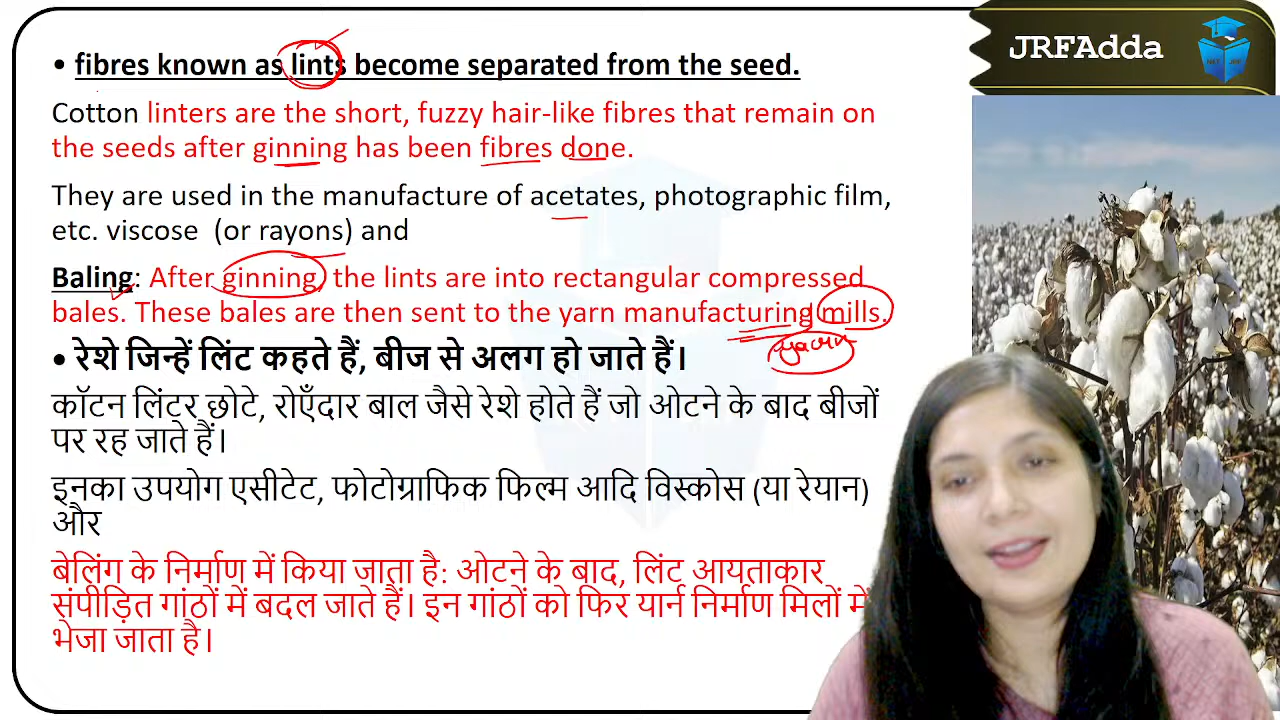 JRFAdda
NET JRF
• fibres known as lints become separated from the seed.
Cotton linters are the short, fuzzy hair-like fibres that remain on
the seeds after ginning has been fibres done.
They are used in the manufacture of acetates, photographic film,
etc. viscose (or rayons) and
Baling: After ginning, the lints are into rectangular compressed
bales. These bales are then sent to the yarn manufacturing mills.
yarn
• रेशे जिन्हें लिंट कहते हैं, बीज से अलग हो जाते हैं।
कॉटन लिंटर छोटे, रोएँदार बाल जैसे रेशे होते हैं जो ओटने के बाद बीजों
पर रह जाते हैं।
इनका उपयोग एसीटेट, फोटोग्राफिक फिल्म आदि विस्कोस (या रेयान)
और
बेलिंग के निर्माण में किया जाता है: ओटने के बाद, लिंट आयताकार
संपीड़ित गांठों में बदल जाते हैं। इन गांठों को फिर यार्न निर्माण मिलों में
भेजा जाता है।